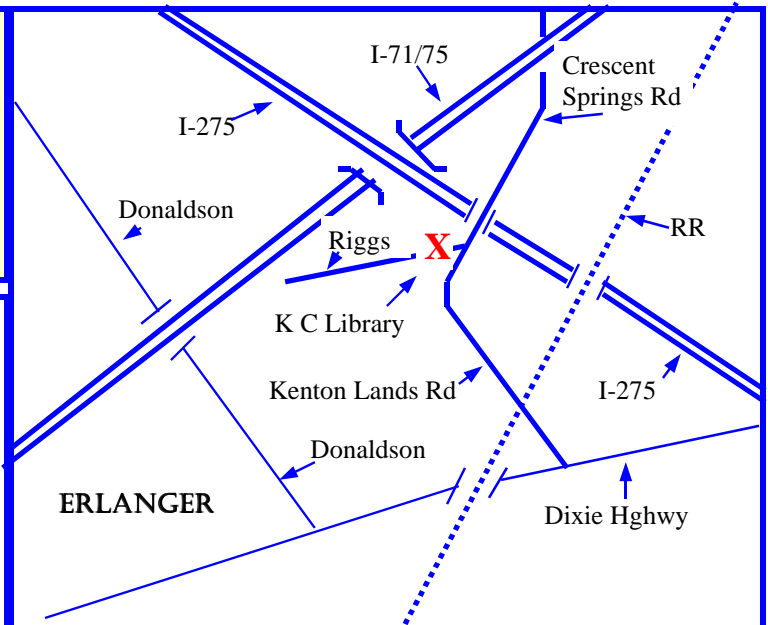 I-71/75
Crescent
Springs Rd
I-275
Donaldson
RR
Riggs
X
K C Library
Kenton Lands Rd
I-275
Donaldson
ERLANGER
Dixie Hghwy